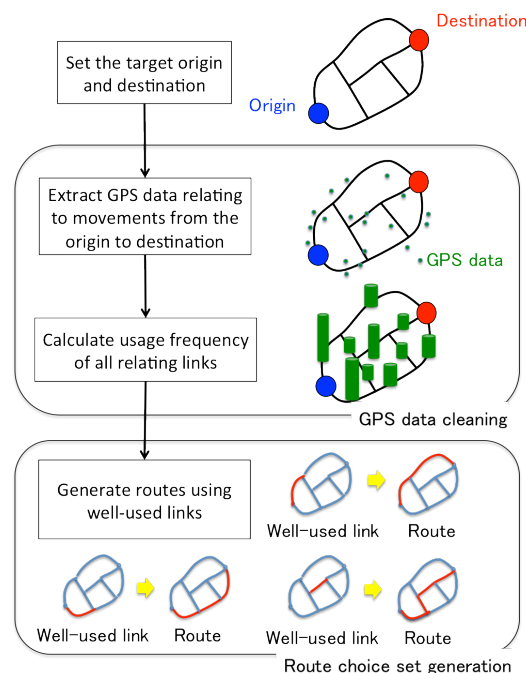 Destination
Set the target origin
and destination
Origin
Extract GPS data relating
to movements from the
origin to destination
GPS data
Calculate usage frequency
of all relating links
GPS data cleaning
Generate routes using
well-used links
Well-used link
Route
Well-used link
Route
Well-used link
Route
Route choice set generation